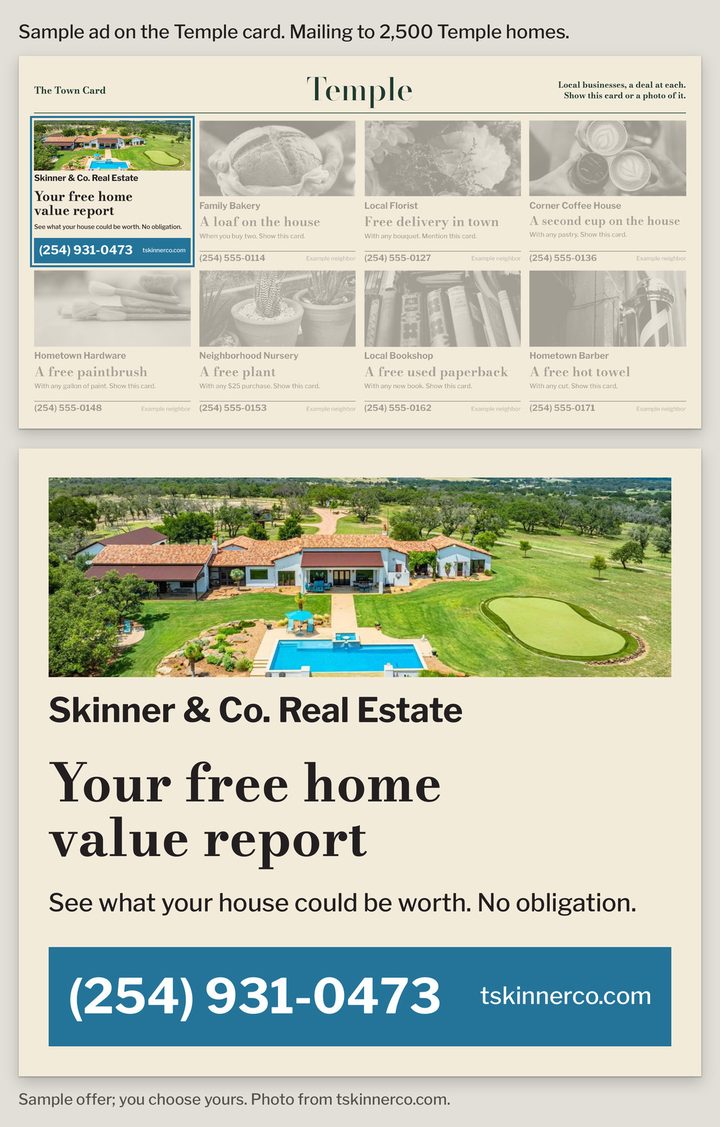 Sample ad on the Temple card. Mailing to 2,500 Temple homes.
The Town Card
Temple
Local businesses, a deal at each.
Show this card or a photo of it.
Skinner & Co. Real Estate
Your free home
value report
See what your house could be worth. No obligation.
(254) 931-0473 tskinnerco.com
Family Bakery
A loaf on the house
When you buy two. Show this card.
(254) 555-0114 Example neighbor
Local Florist
Free delivery in town
With any bouquet. Mention this card.
(254) 555-0127 Example neighbor
Corner Coffee House
A second cup on the house
With any pastry. Show this card.
(254) 555-0136 Example neighbor
Hometown Hardware
A free paintbrush
With any gallon of paint. Show this card.
(254) 555-0148 Example neighbor
Neighborhood Nursery
A free plant
With any $25 purchase. Show this card.
(254) 555-0153 Example neighbor
Local Bookshop
A free used paperback
With any new book. Show this card.
(254) 555-0162 Example neighbor
Hometown Barber
A free hot towel
With any cut. Show this card.
(254) 555-0171 Example neighbor
Skinner & Co. Real Estate
Your free home
value report
See what your house could be worth. No obligation.
(254) 931-0473 tskinnerco.com
Sample offer; you choose yours. Photo from tskinnerco.com.